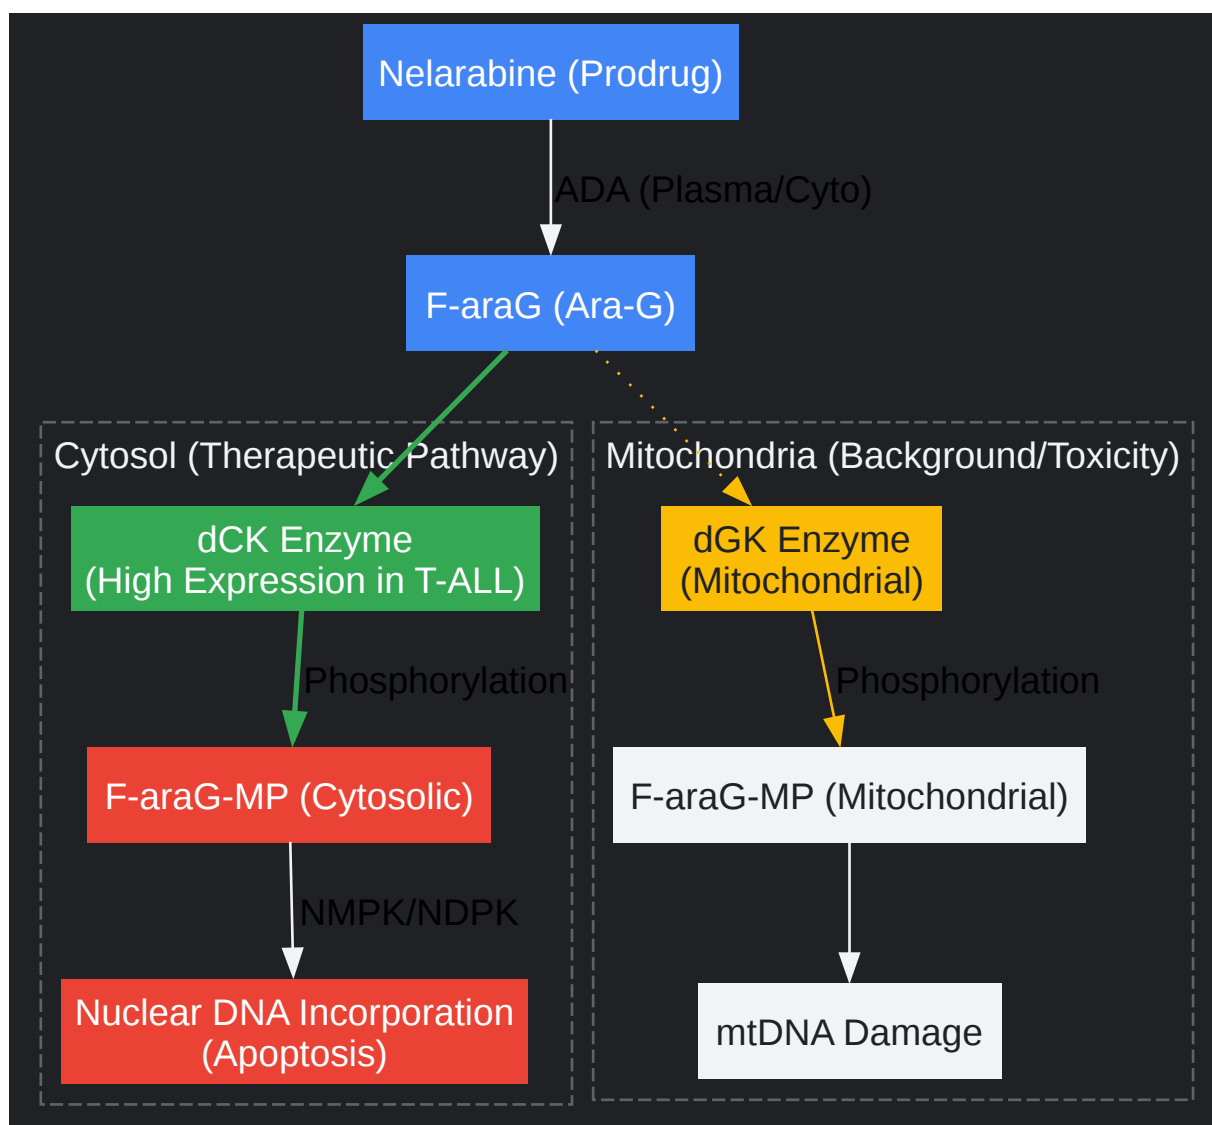 Nelarabine (Prodrug)
ADA (Plasma/Cyto)
F-araG (Ara-G)
Cytosol (Therapeutic Pathway)
dCK Enzyme
(High Expression in T-ALL)
Phosphorylation
F-araG-MP (Cytosolic)
NMPK/NDPK
Nuclear DNA Incorporation
(Apoptosis)
Mitochondria (Background/Toxicity)
dGK Enzyme
(Mitochondrial)
Phosphorylation
F-araG-MP (Mitochondrial)
mtDNA Damage